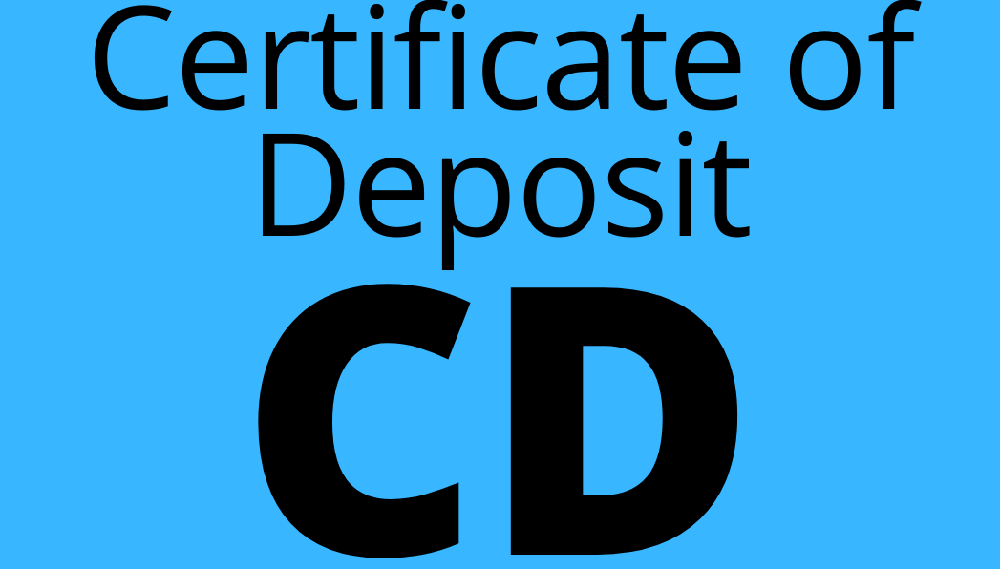 Certificate of
Deposit
CD